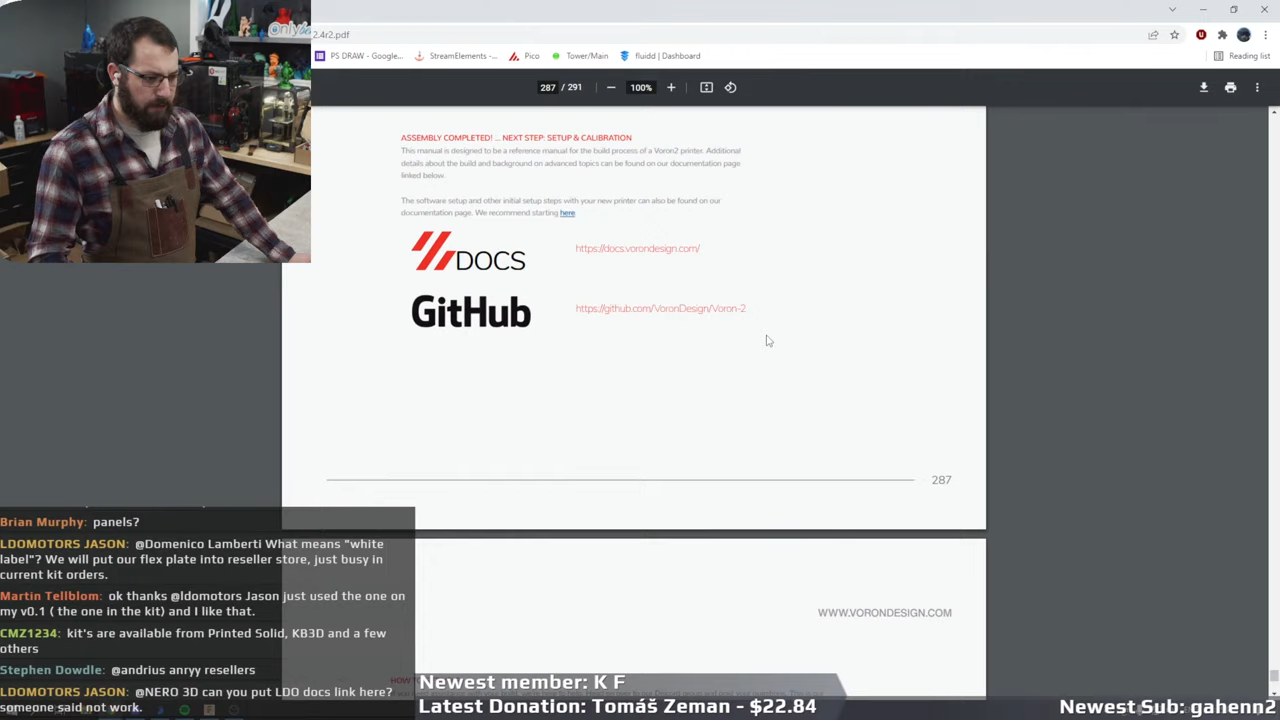 2.4r2.pdf
PS DRAW - Google...
StreamElements -...
Pico
Tower/Main
fluidd | Dashboard
Reading list
287 / 291
100%
ASSEMBLY COMPLETED! ... NEXT STEP: SETUP & CALIBRATION
This manual is designed to be a reference manual for the build process of a Voron2 printer. Additional
details about the build and background on advanced topics can be found on our documentation page
linked below.
The software setup and other initial setup steps with your new printer can also be found on our
documentation page. We recommend starting here.
DOCS
https://docs.vorondesign.com/
GitHub
https://github.com/VoronDesign/Voron-2
287
WWW.VORONDESIGN.COM
Brian Murphy: panels?
LDOMOTORS JASON: @Domenico Lamberti What means "white
label"? We will put our flex plate into reseller store, just busy in
current kit orders.
Martin Tellblom: ok thanks @ldomotors Jason just used the one on
my v0.1 ( the one in the kit) and I like that.
CMZ1234: kit's are available from Printed Solid, KB3D and a few
others
Stephen Dowdle: @andrius anryy resellers
LDOMOTORS JASON: @NERO 3D can you put LDO docs link here?
someone said not work.
Newest member: K F
Latest Donation: Tomáš Zeman - $22.84
Newest Sub: gahenn2